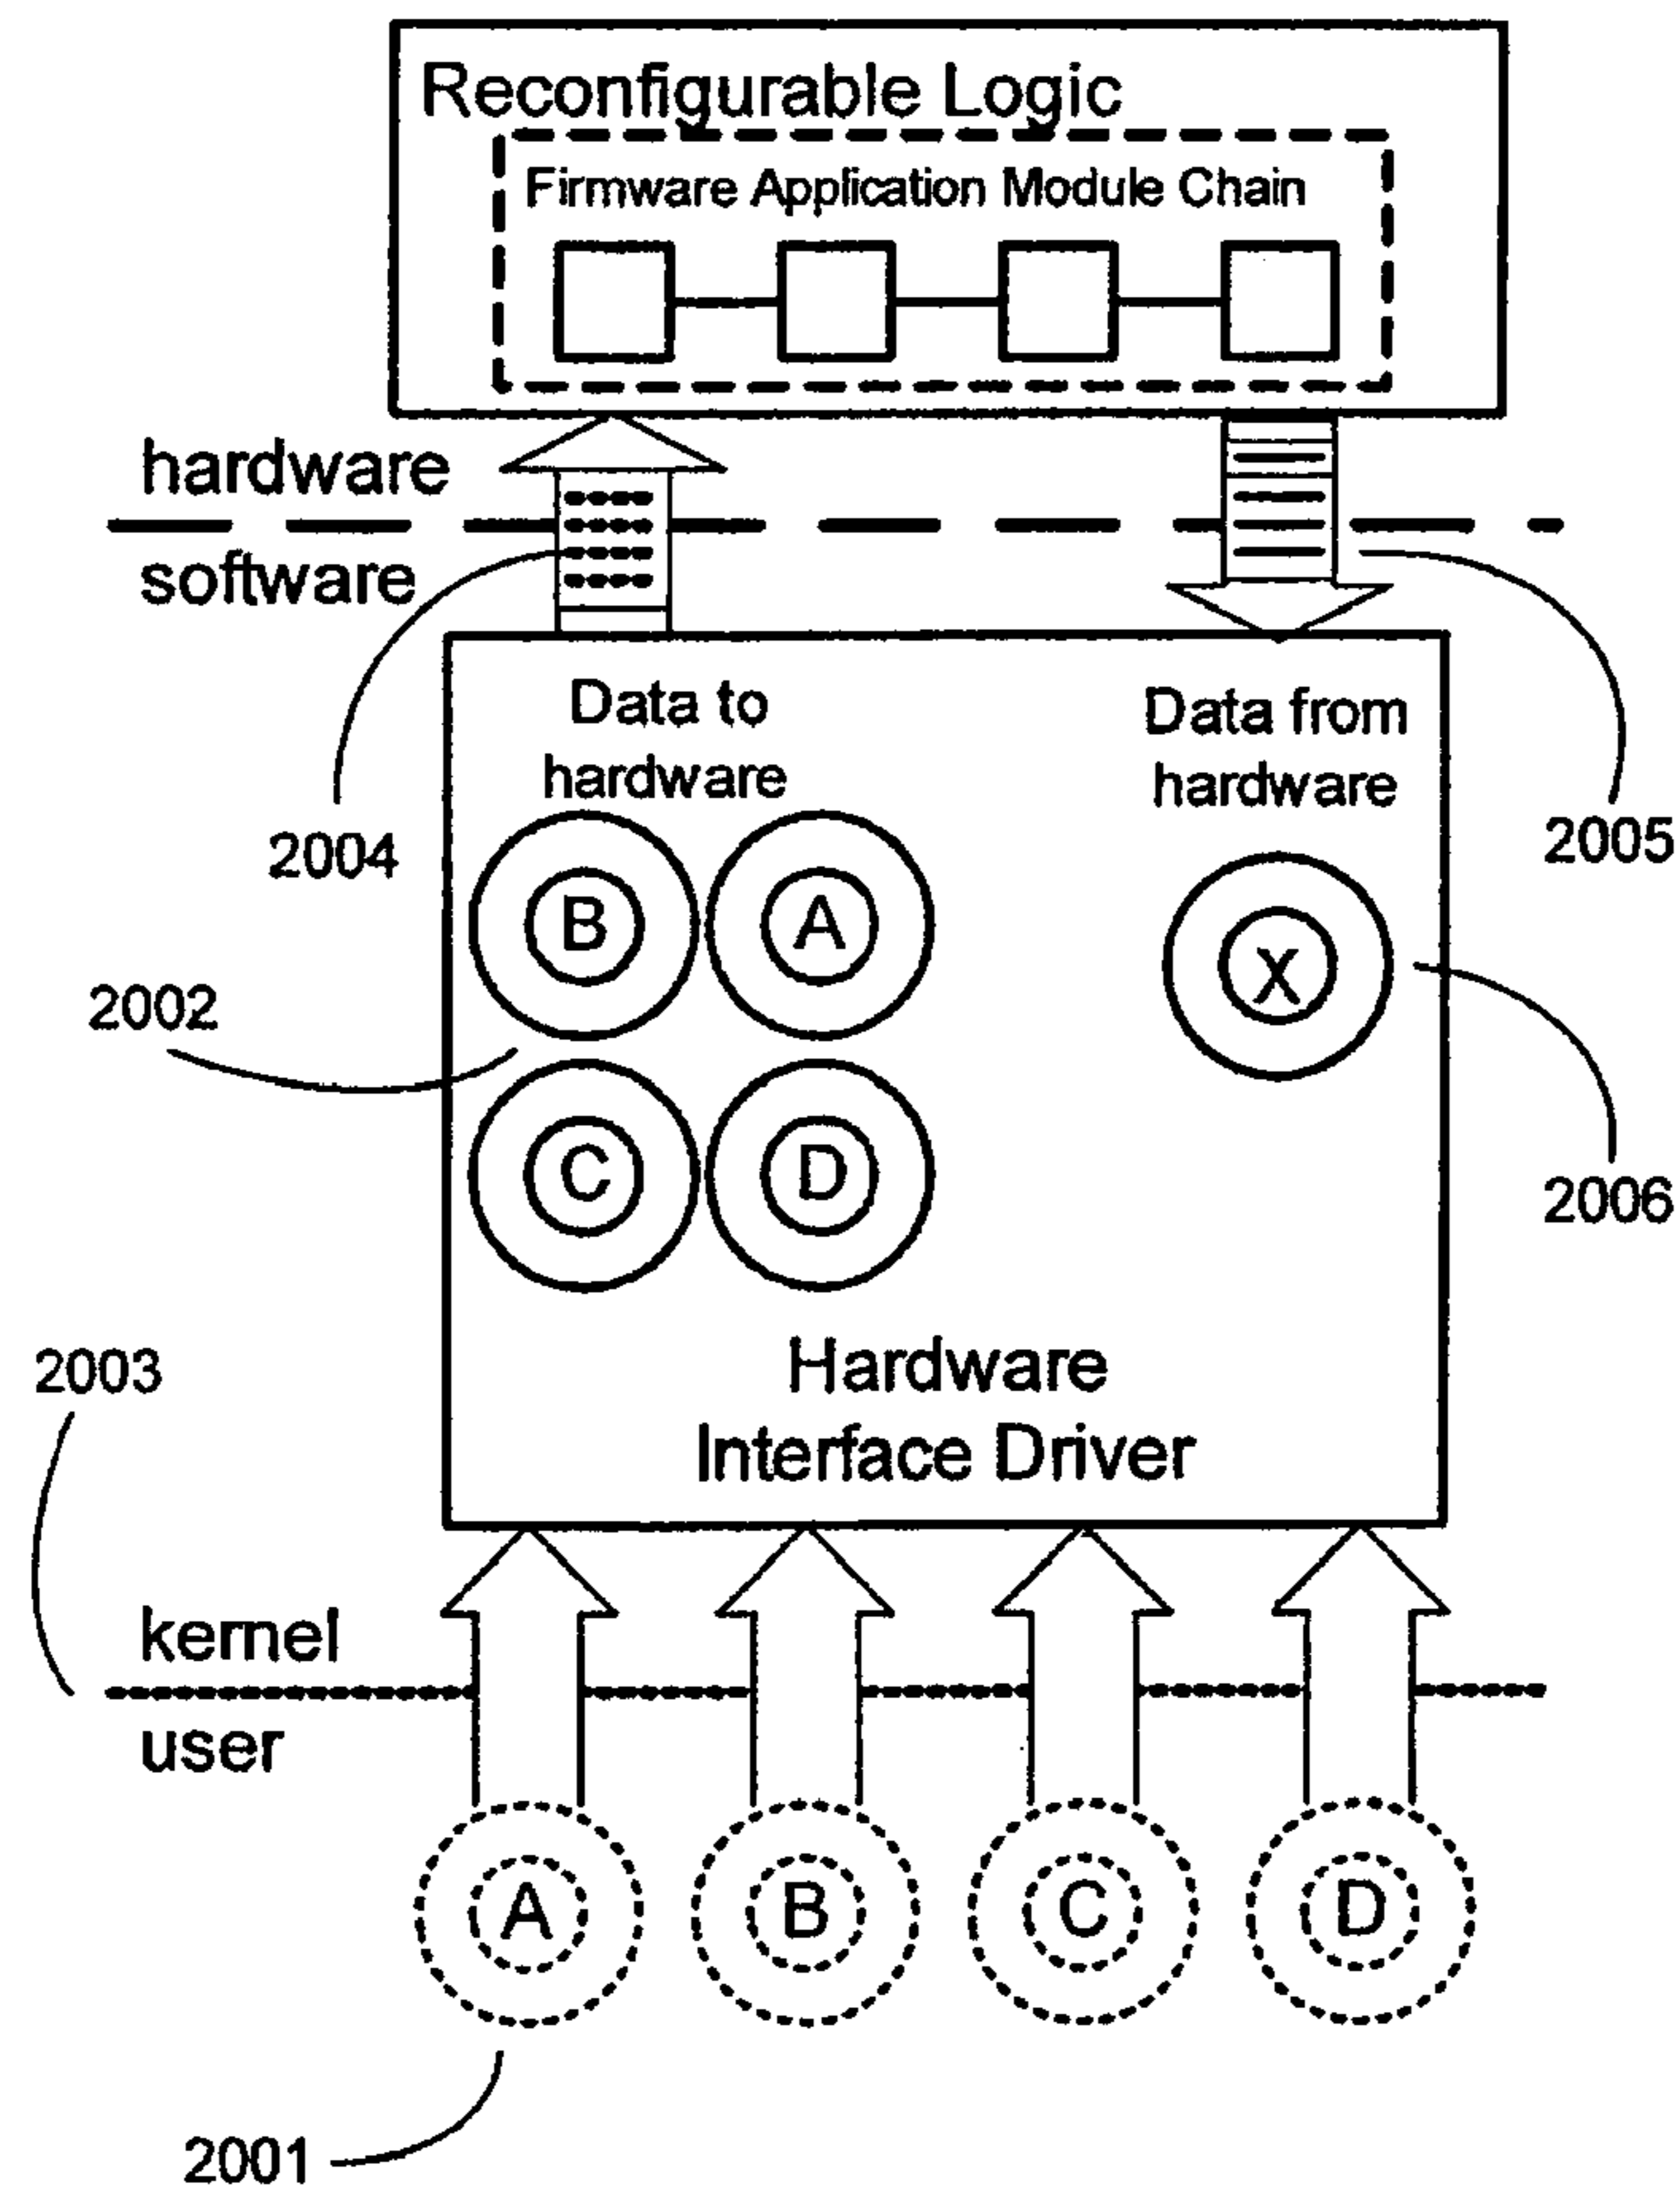 Reconfigurable Logic
Firmware Application Module Chain
hardware
software
Data to
hardware
Data from
hardware
2004
2005
B
A
X
2002
C
D
2006
Hardware
Interface Driver
2003
kernel
user
A
B
C
D
2001